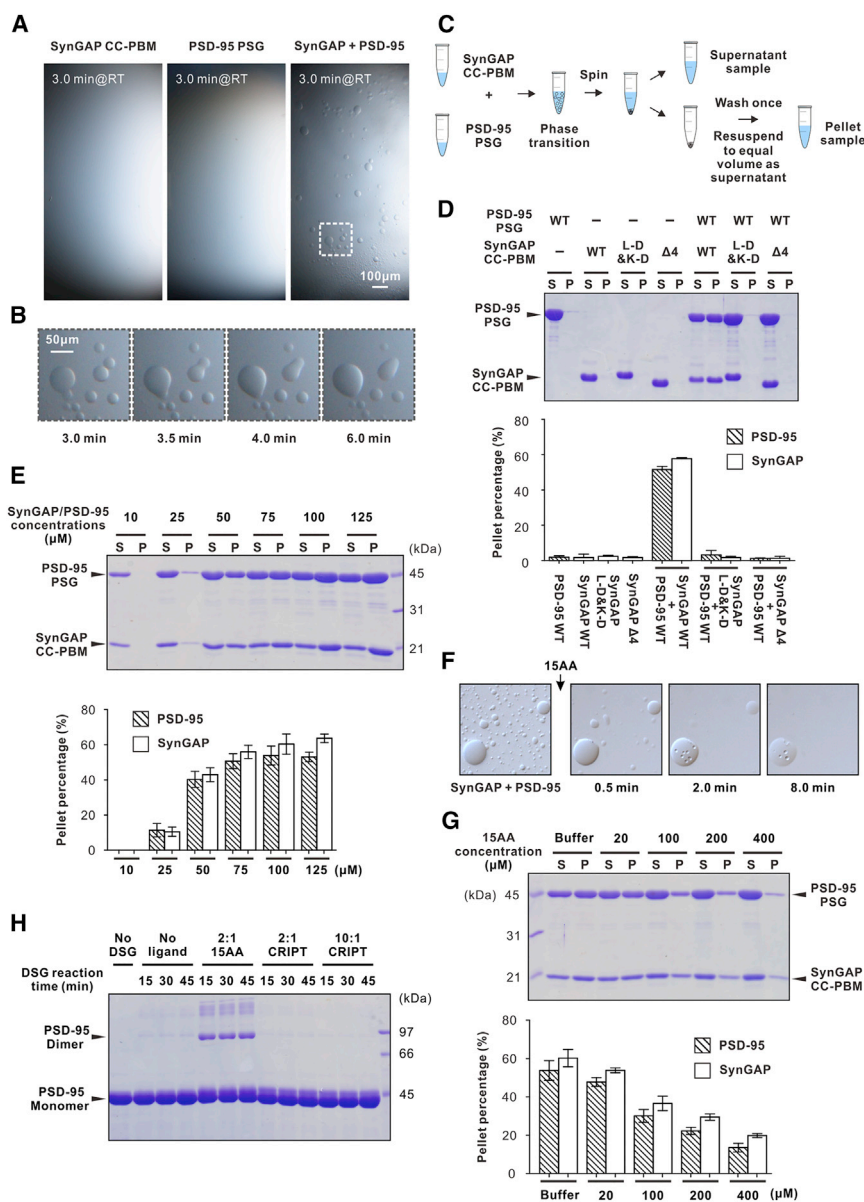 A
SynGAP CC-PBM
PSD-95 PSG
SynGAP + PSD-95
3.0 min@RT
3.0 min@RT
3.0 min@RT
100μm
B
50μm
3.0 min
3.5 min
4.0 min
6.0 min
C
SynGAP
CC-PBM
+
PSD-95
PSG
Phase
transition
Spin
Supernatant
sample
Wash once
Resuspend
to equal
volume as
supernatant
Pellet
sample
D
PSD-95
PSG
WT – – – WT WT WT
SynGAP
CC-PBM
– WT L-D
&K-D Δ4 WT L-D
&K-D Δ4
S P S P S P S P S P S P S P
PSD-95
PSG
SynGAP
CC-PBM
Pellet percentage (%)
80
60
40
20
0
PSD-95
SynGAP
PSD-95 WT
SynGAP WT
SynGAP
L-D&K-D
SynGAP Δ4
PSD-95 WT
+
SynGAP WT
PSD-95 WT
+
SynGAP
L-D&K-D
PSD-95 WT
+
SynGAP Δ4
E
SynGAP/PSD-95
concentrations
(μM)
10 25 50 75 100 125
S P S P S P S P S P S P
(kDa)
PSD-95
PSG
45
31
SynGAP
CC-PBM
21
Pellet percentage (%)
80
60
40
20
0
PSD-95
SynGAP
10 25 50 75 100 125 (μM)
F
15AA
SynGAP + PSD-95
0.5 min
2.0 min
8.0 min
G
15AA
concentration
(μM)
Buffer 20 100 200 400
S P S P S P S P S P
(kDa)
45
PSD-95
PSG
31
21
SynGAP
CC-PBM
Pellet percentage (%)
80
60
40
20
0
PSD-95
SynGAP
Buffer 20 100 200 400 (μM)
H
No
DSG
No
ligand
2:1
15AA
2:1
CRIPT
10:1
CRIPT
DSG reaction
time (min)
15 30 45 15 30 45 15 30 45 15 30 45
(kDa)
PSD-95
Dimer
97
66
PSD-95
Monomer
45